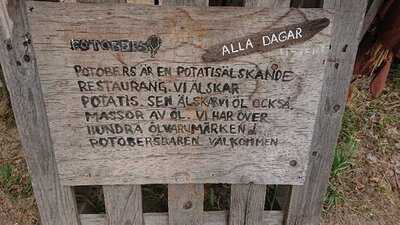 POTOBERS
ALLA DAGAR
POTOBERS ÄR EN POTATISÄLSKANDE
RESTAURANG. VI ÄLSKAR
POTATIS. SEN ÄLSKAR VI ÖL OCKSÅ.
MASSOR AV ÖL. VI HAR ÖVER
HUNDRA ÖLVARUMÄRKEN I
POTOBERSBAREN. VÄLKOMMEN